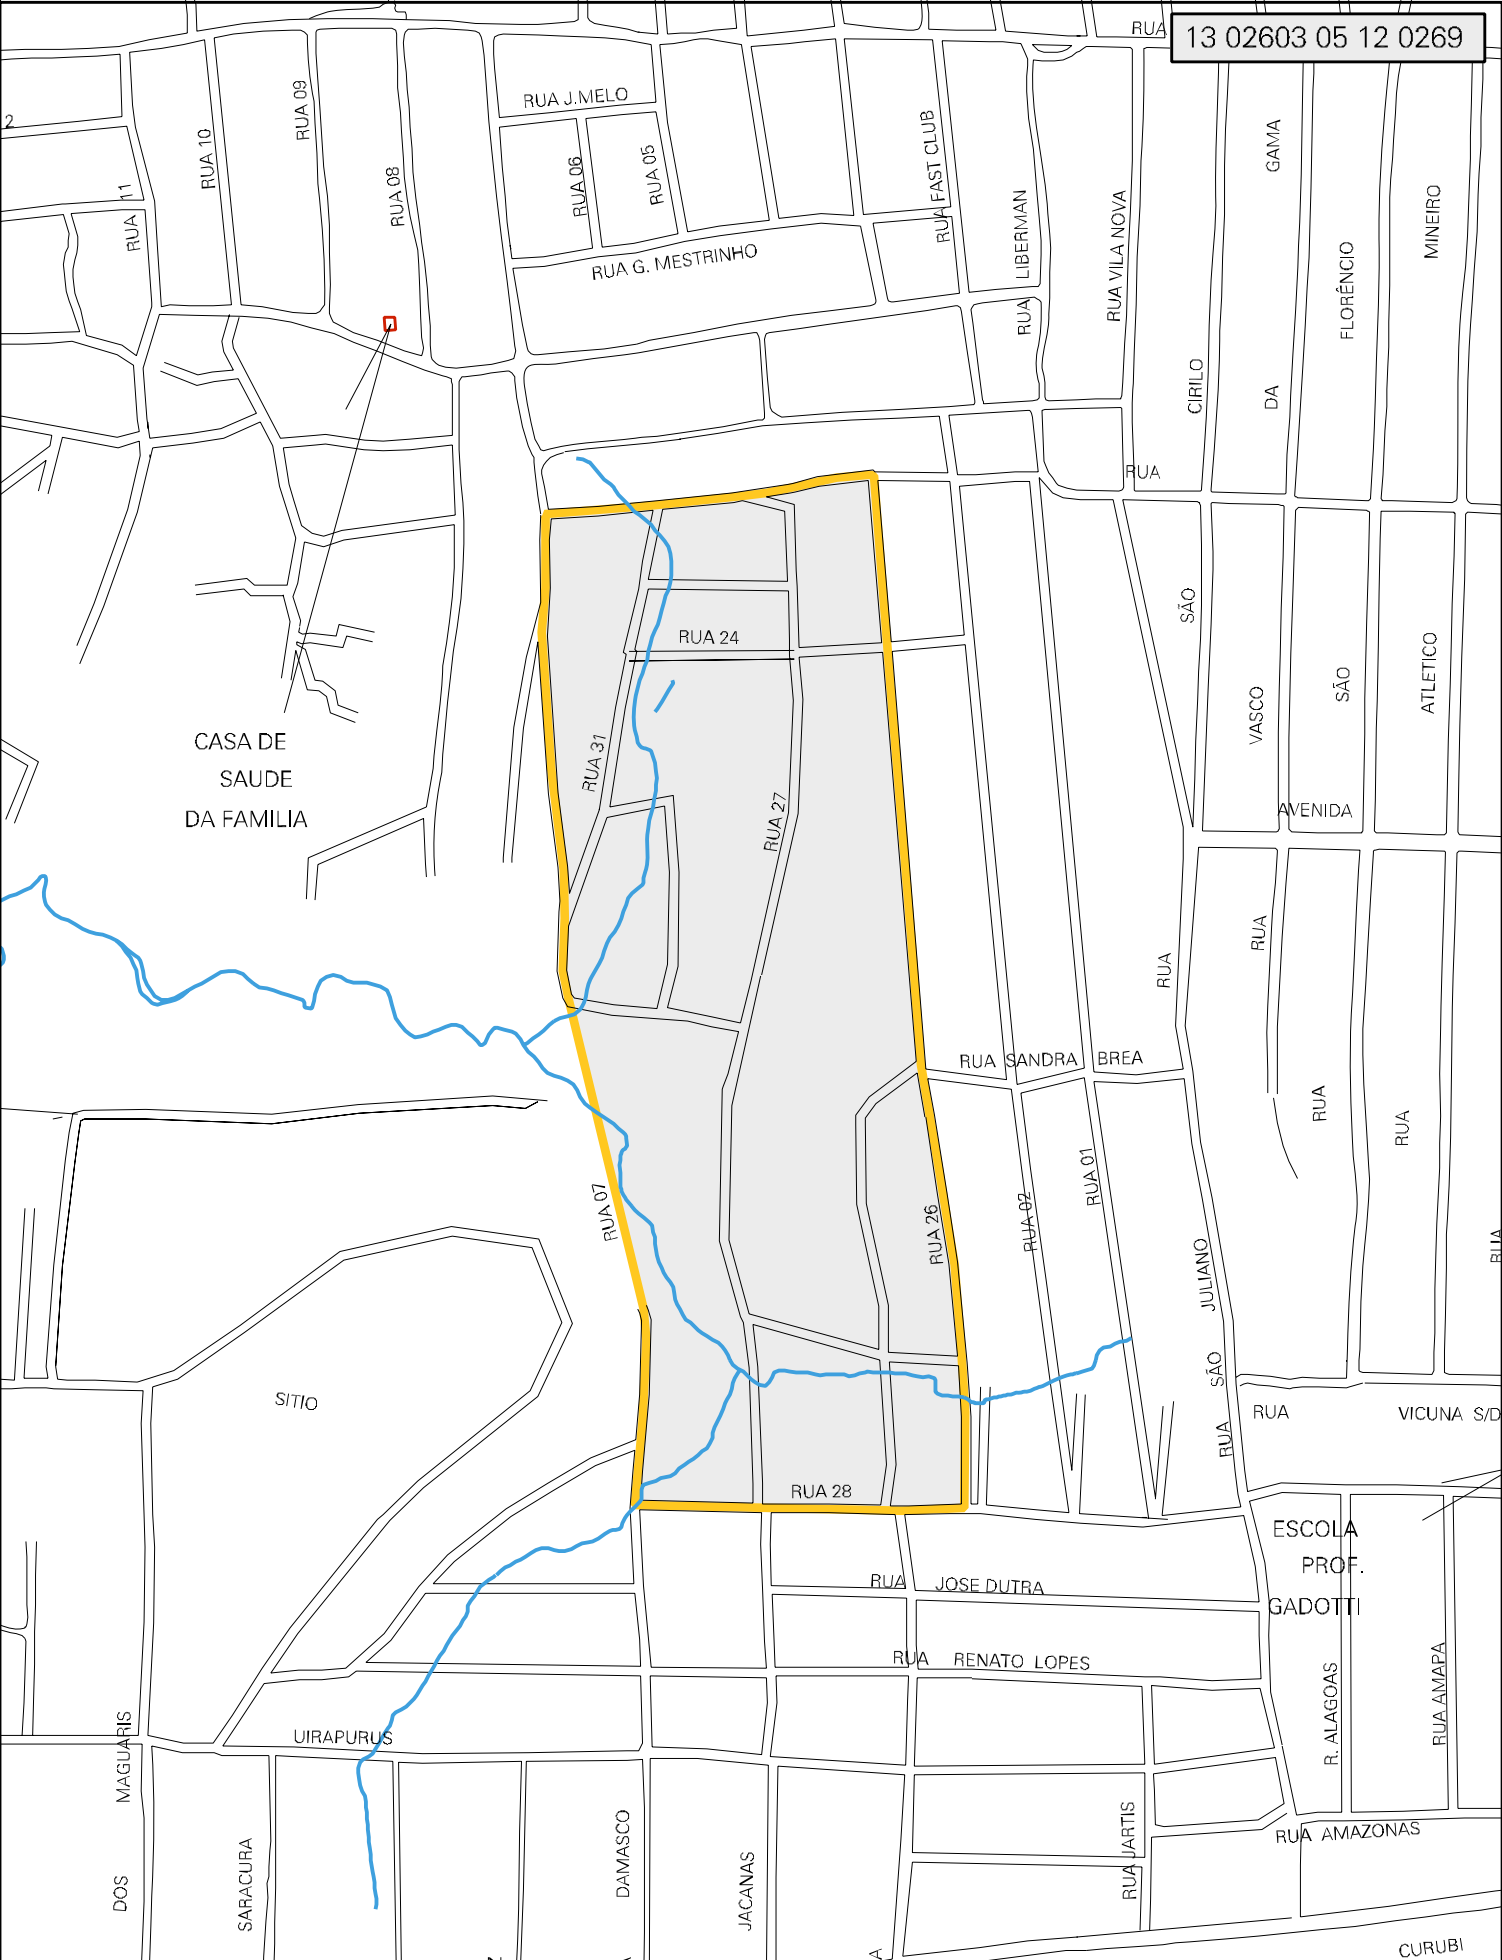 RUA
13 02603 05 12 0269
RUA J.MELO
RUA 09
2
RUA 10
RUA 08
RUA 11
RUA 06
RUA 05
RUA FAST CLUB
RUA LIBERMAN
RUA VILA NOVA
GAMA
MINEIRO
FLORÊNCIO
RUA G. MESTRINHO
CIRILO
DA
RUA
SÃO
RUA 24
SÃO
ATLETICO
VASCO
CASA DE
SAUDE
DA FAMILIA
RUA 31
RUA 27
AVENIDA
RUA
RUA
RUA SANDRA BREA
RUA
RUA
RUA 01
RUA 02
RUA 07
RUA 26
RUA
JULIANO
SÃO
RUA
SITIO
RUA VICUNA S/D
RUA 28
ESCOLA
PROF.
GADOTTI
RUA JOSE DUTRA
RUA RENATO LOPES
R. ALAGOAS
RUA AMAPA
UIRAPURUS
MAGUARIS
DOS
SARACURA
DAMASCO
JACANAS
RUA JARTIS
RUA AMAZONAS
A
CURUBI